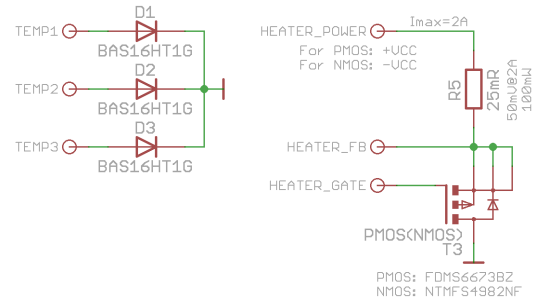 D1
TEMP1
BAS16HT1G
D2
TEMP2
BAS16HT1G
D3
TEMP3
BAS16HT1G
HEATER_POWER
Imax=2A
For PMOS: +VCC
For NMOS: -VCC
R5
25mR
50mV@2A
100mW
HEATER_FB
HEATER_GATE
PMOS(NMOS)
T3
PMOS: FDMS6673BZ
NMOS: NTMFS4982NF